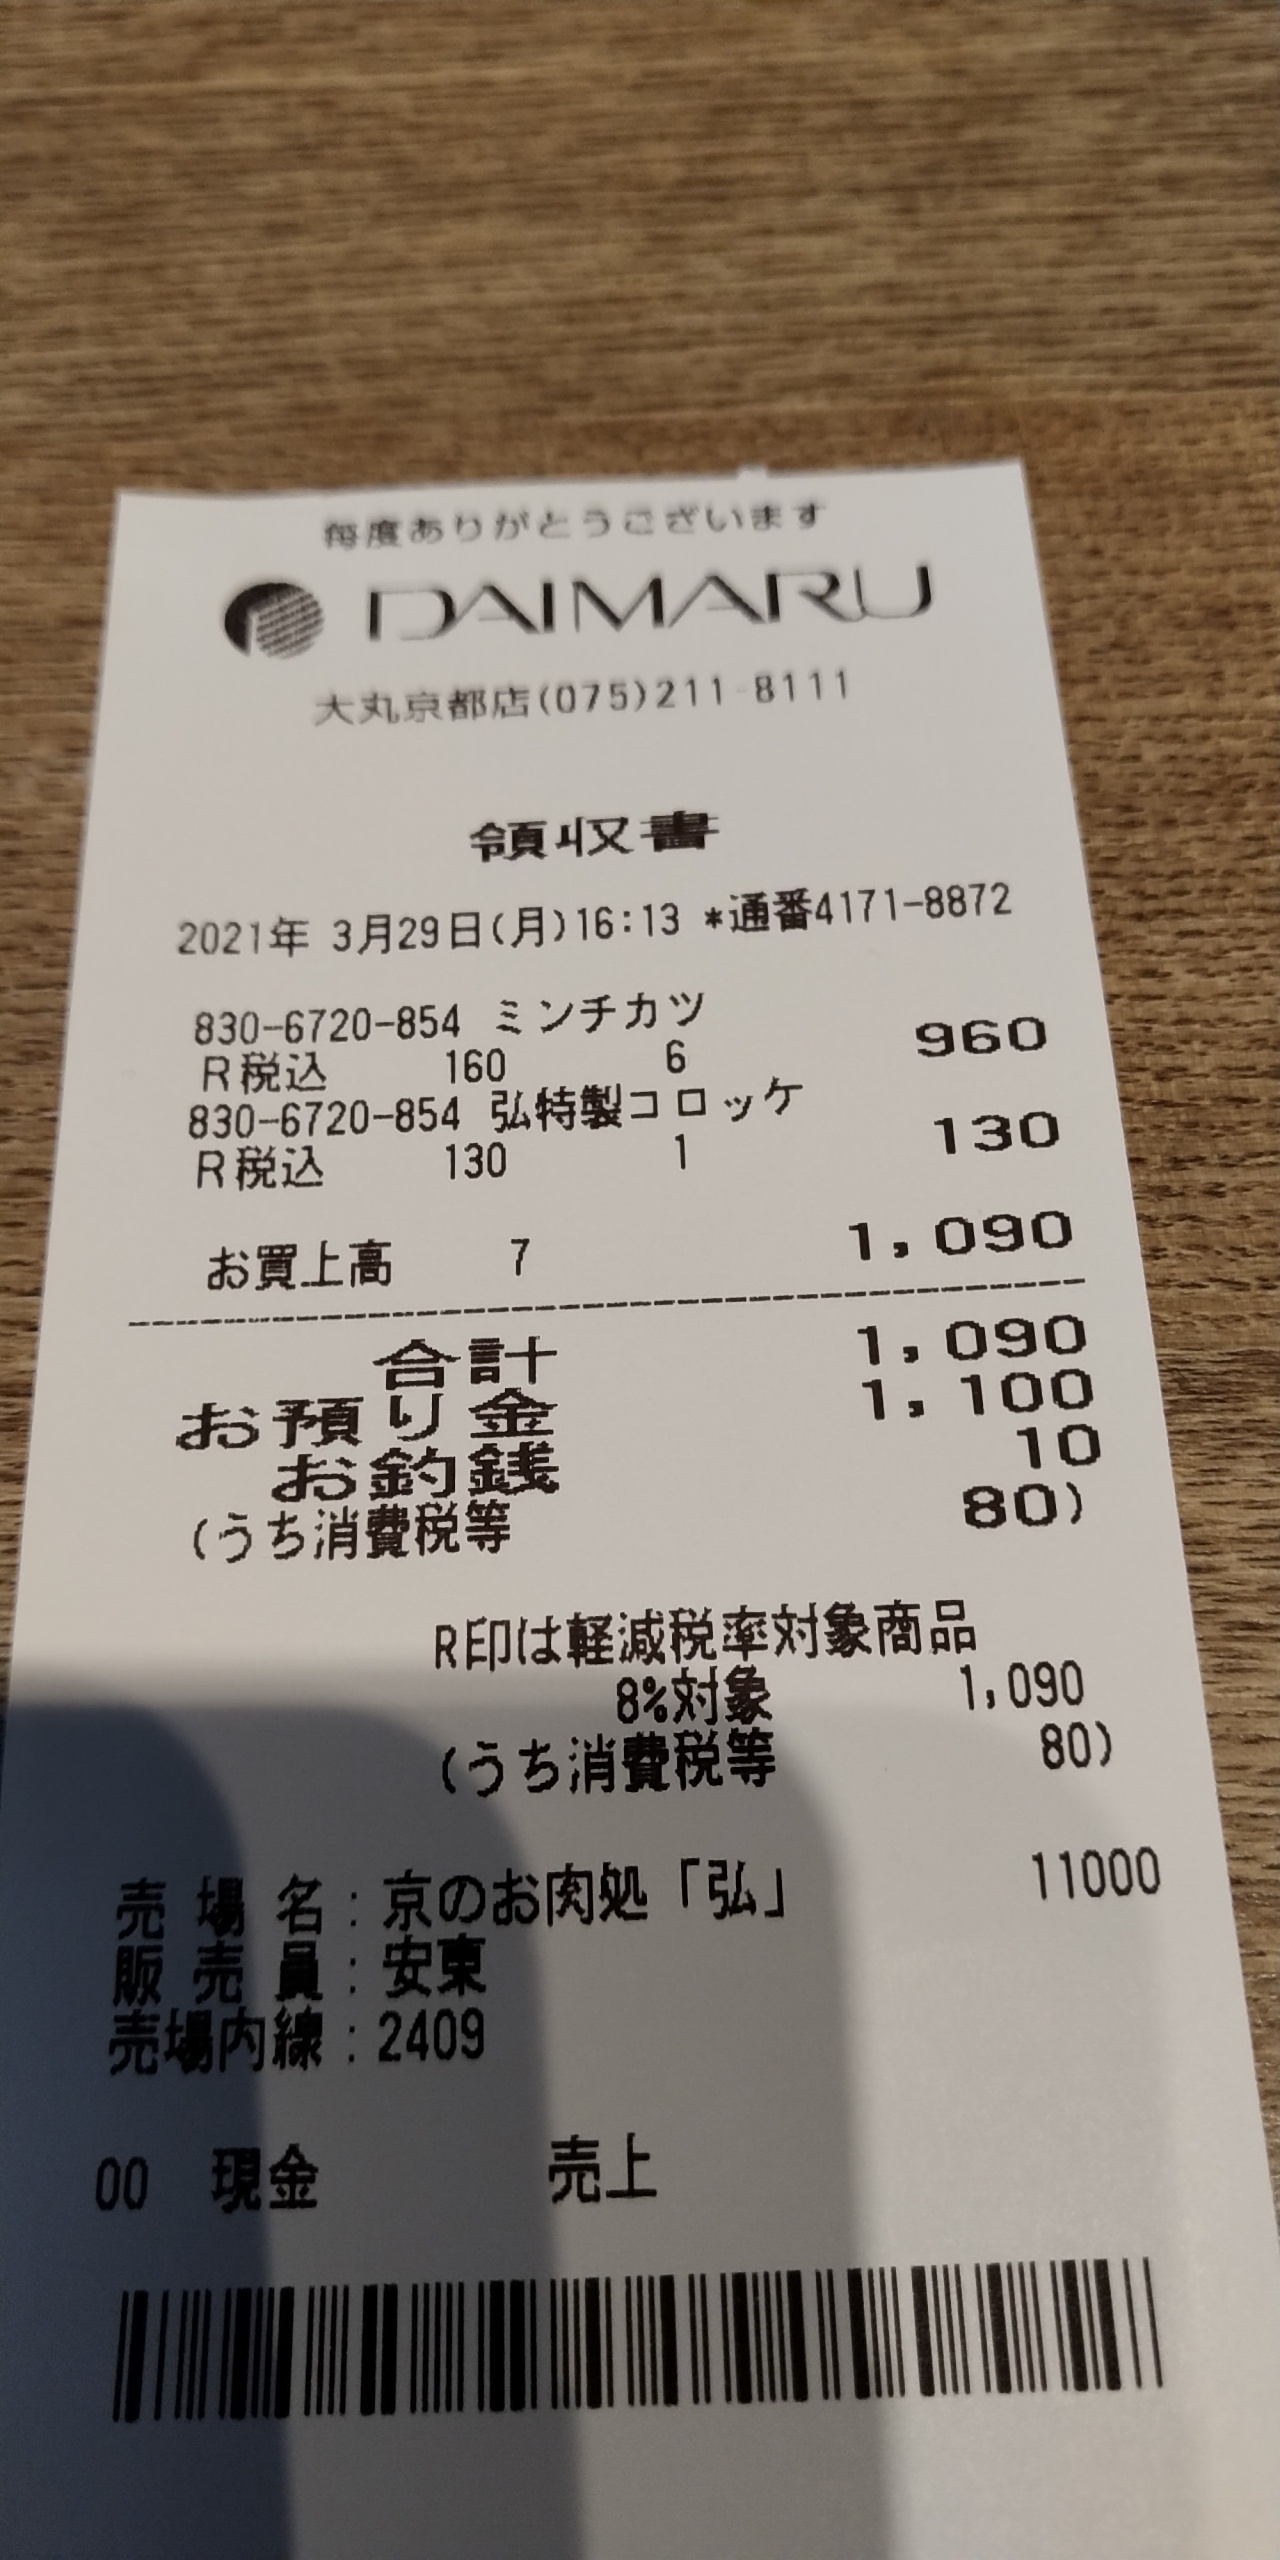 毎度ありがとうございます
DAIMARU
大丸京都店(075)211-8111
領収書
2021年 3月29日(月)16:13 *通番4171-8872
830-6720-854 ミンチカツ
R税込 160 6 960
830-6720-854 弘特製コロッケ
R税込 130 1 130
お買上高 7 1,090
合計 1,090
お預り金 1,100
お釣銭 10
(うち消費税等 80)
R印は軽減税率対象商品
8%対象 1,090
(うち消費税等 80)
売場名:京のお肉処「弘」 11000
販売員:安東
売場内線:2409
00 現金 売上